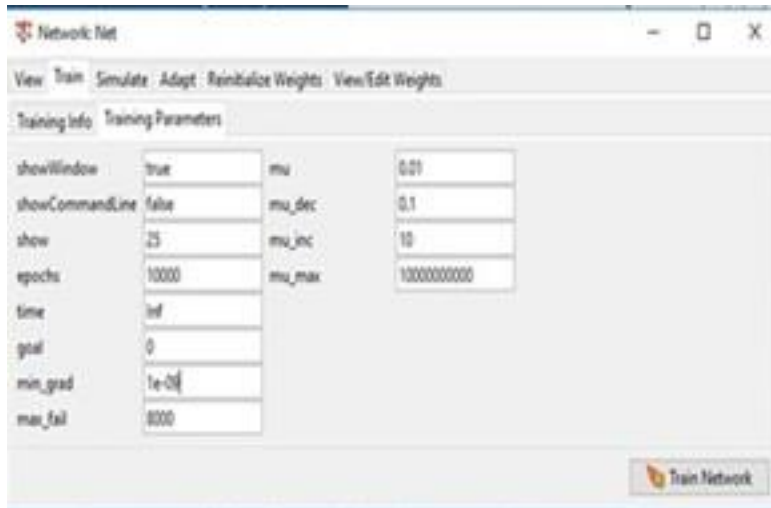 Network: Net
View Train Simulate Adapt Reinitialize Weights View/Edit Weights
Training Info Training Parameters
showWindow true mu 0.01
showCommandLine false mu_dec 0.1
show 25 mu_inc 10
epochs 10000 mu_max 10000000000
time Inf
goal 0
min_grad 1e-09
max_fail 8000
Train Network